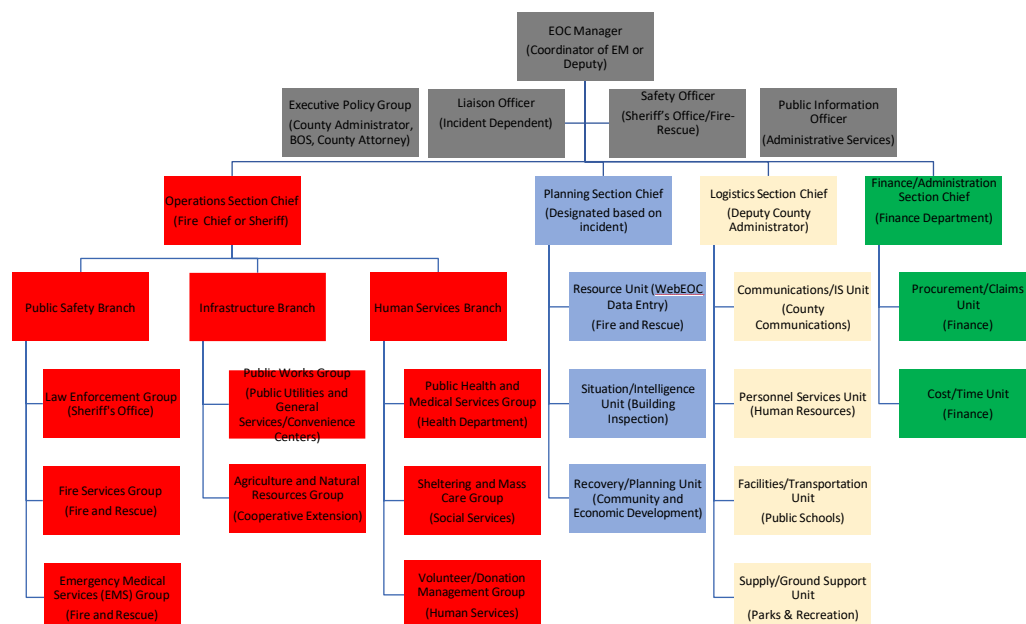 EOC Manager
(Coordinator of EM or
Deputy)
Executive Policy Group
(County Administrator,
BOS, County Attorney)
Liaison Officer
(Incident Dependent)
Safety Officer
(Sheriff's Office/Fire-
Rescue)
Public Information
Officer
(Administrative Services)
Operations Section Chief
(Fire Chief or Sheriff)
Planning Section Chief
(Designated based on
incident)
Logistics Section Chief
(Deputy County
Administrator)
Finance/Administration
Section Chief
(Finance Department)
Public Safety Branch
Infrastructure Branch
Human Services Branch
Resource Unit (WebEOC
Data Entry)
(Fire and Rescue)
Communications/IS Unit
(County
Communications)
Procurement/Claims
Unit
(Finance)
Law Enforcement Group
(Sheriff's Office)
Public Works Group
(Public Utilities and
General
Services/Convenience
Centers)
Public Health and
Medical Services Group
(Health Department)
Situation/Intelligence
Unit (Building
Inspection)
Personnel Services Unit
(Human Resources)
Cost/Time Unit
(Finance)
Fire Services Group
(Fire and Rescue)
Agriculture and Natural
Resources Group
(Cooperative Extension)
Sheltering and Mass
Care Group
(Social Services)
Recovery/Planning Unit
(Community and
Economic Development)
Facilities/Transportation
Unit
(Public Schools)
Emergency Medical
Services (EMS) Group
(Fire and Rescue)
Volunteer/Donation
Management Group
(Human Services)
Supply/Ground Support
Unit
(Parks & Recreation)